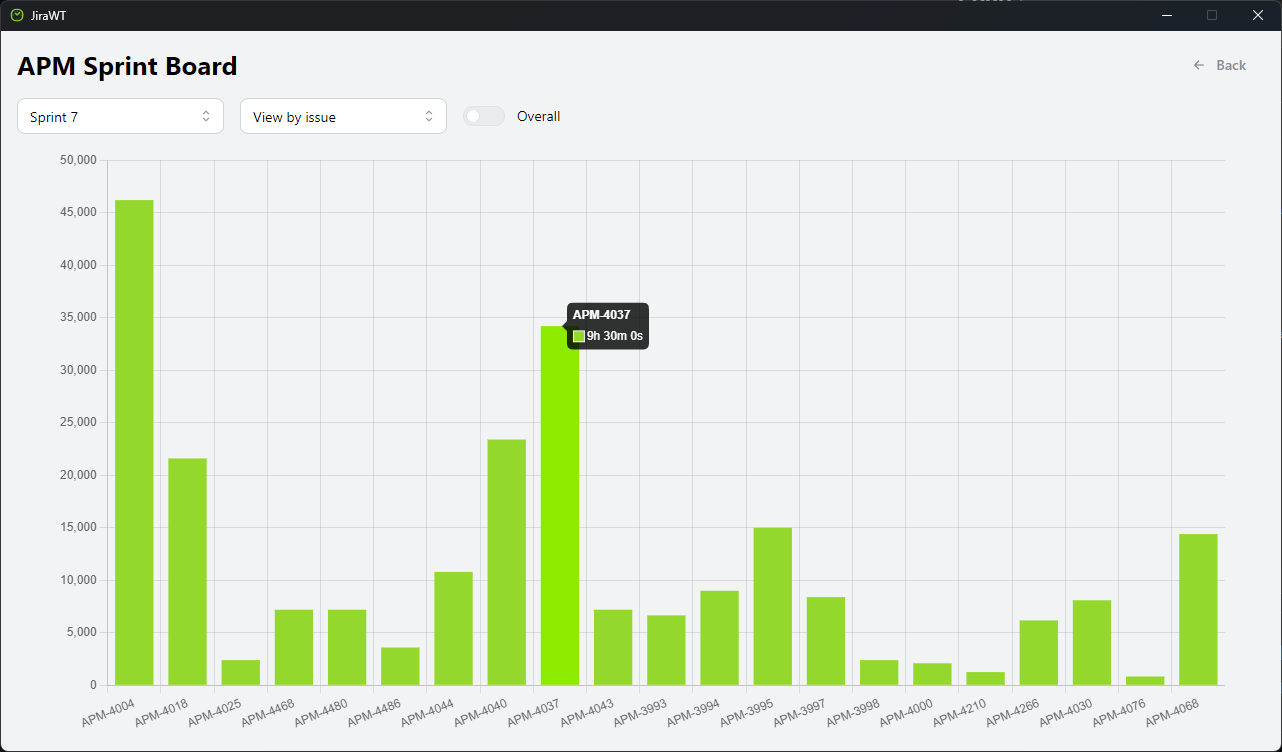 JiraWT
APM Sprint Board
Back
Sprint 7
View by issue
Overall
50,000
45,000
40,000
35,000
30,000
25,000
20,000
15,000
10,000
5,000
0
APM-4037
9h 30m 0s
APM-4004
APM-4018
APM-4025
APM-4468
APM-4480
APM-4486
APM-4044
APM-4040
APM-4037
APM-4043
APM-3993
APM-3994
APM-3995
APM-3997
APM-3998
APM-4000
APM-4210
APM-4266
APM-4030
APM-4076
APM-4068